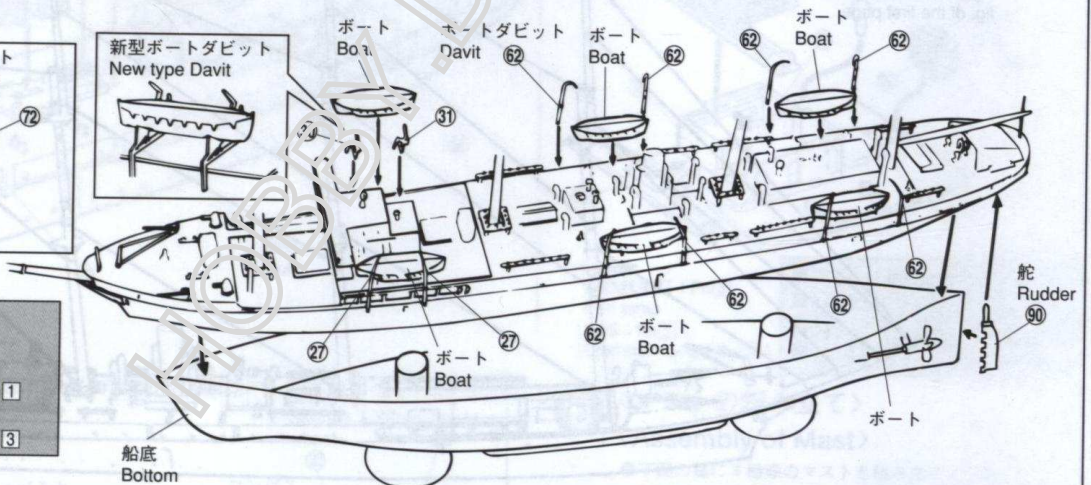 ト
72
1
3
新型ボートダビット
New type Davit
ボート
Boat
31
ボートダビット
Davit
62
ボート
Boat
62
62
ボート
Boat
62
27
27
ボート
Boat
62
62
ボート
Boat
62
62
ボート
舵
Rudder
90
船底
Bottom
HOBBY